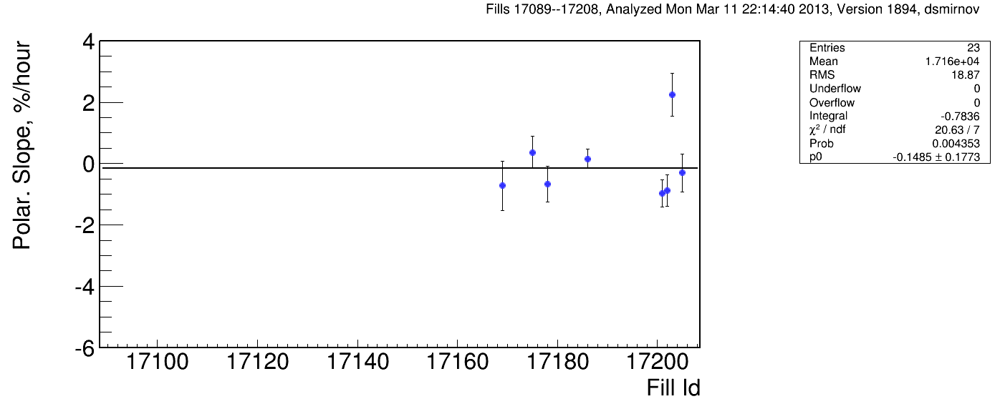 Fills 17089--17208, Analyzed Mon Mar 11 22:14:40 2013, Version 1894, dsmirnov
Polar. Slope, %/hour
4
2
0
-2
-4
-6
17100 17120 17140 17160 17180 17200
Fill Id
Entries 23
Mean 1.716e+04
RMS 18.87
Underflow 0
Overflow 0
Integral -0.7836
χ² / ndf 20.63 / 7
Prob 0.004353
p0 -0.1485 ± 0.1773